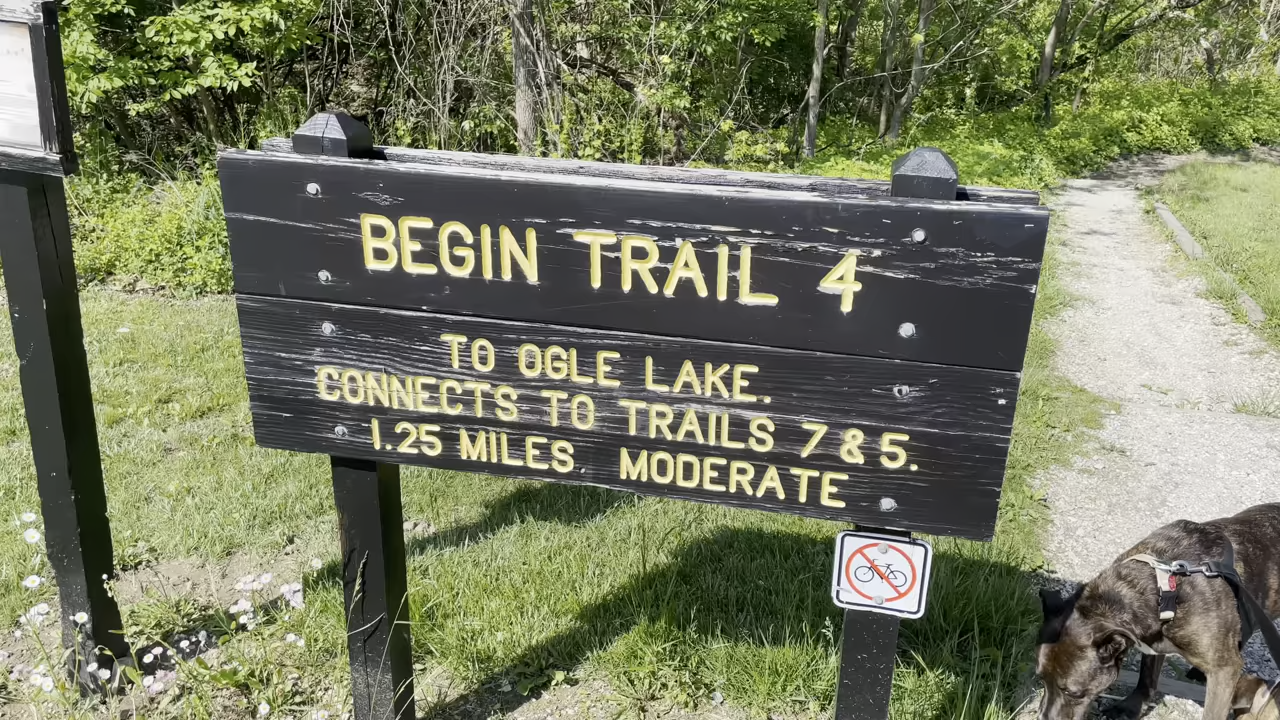 BEGIN TRAIL 4
TO OGLE LAKE.
CONNECTS TO TRAILS 7 & 5.
1.25 MILES. MODERATE